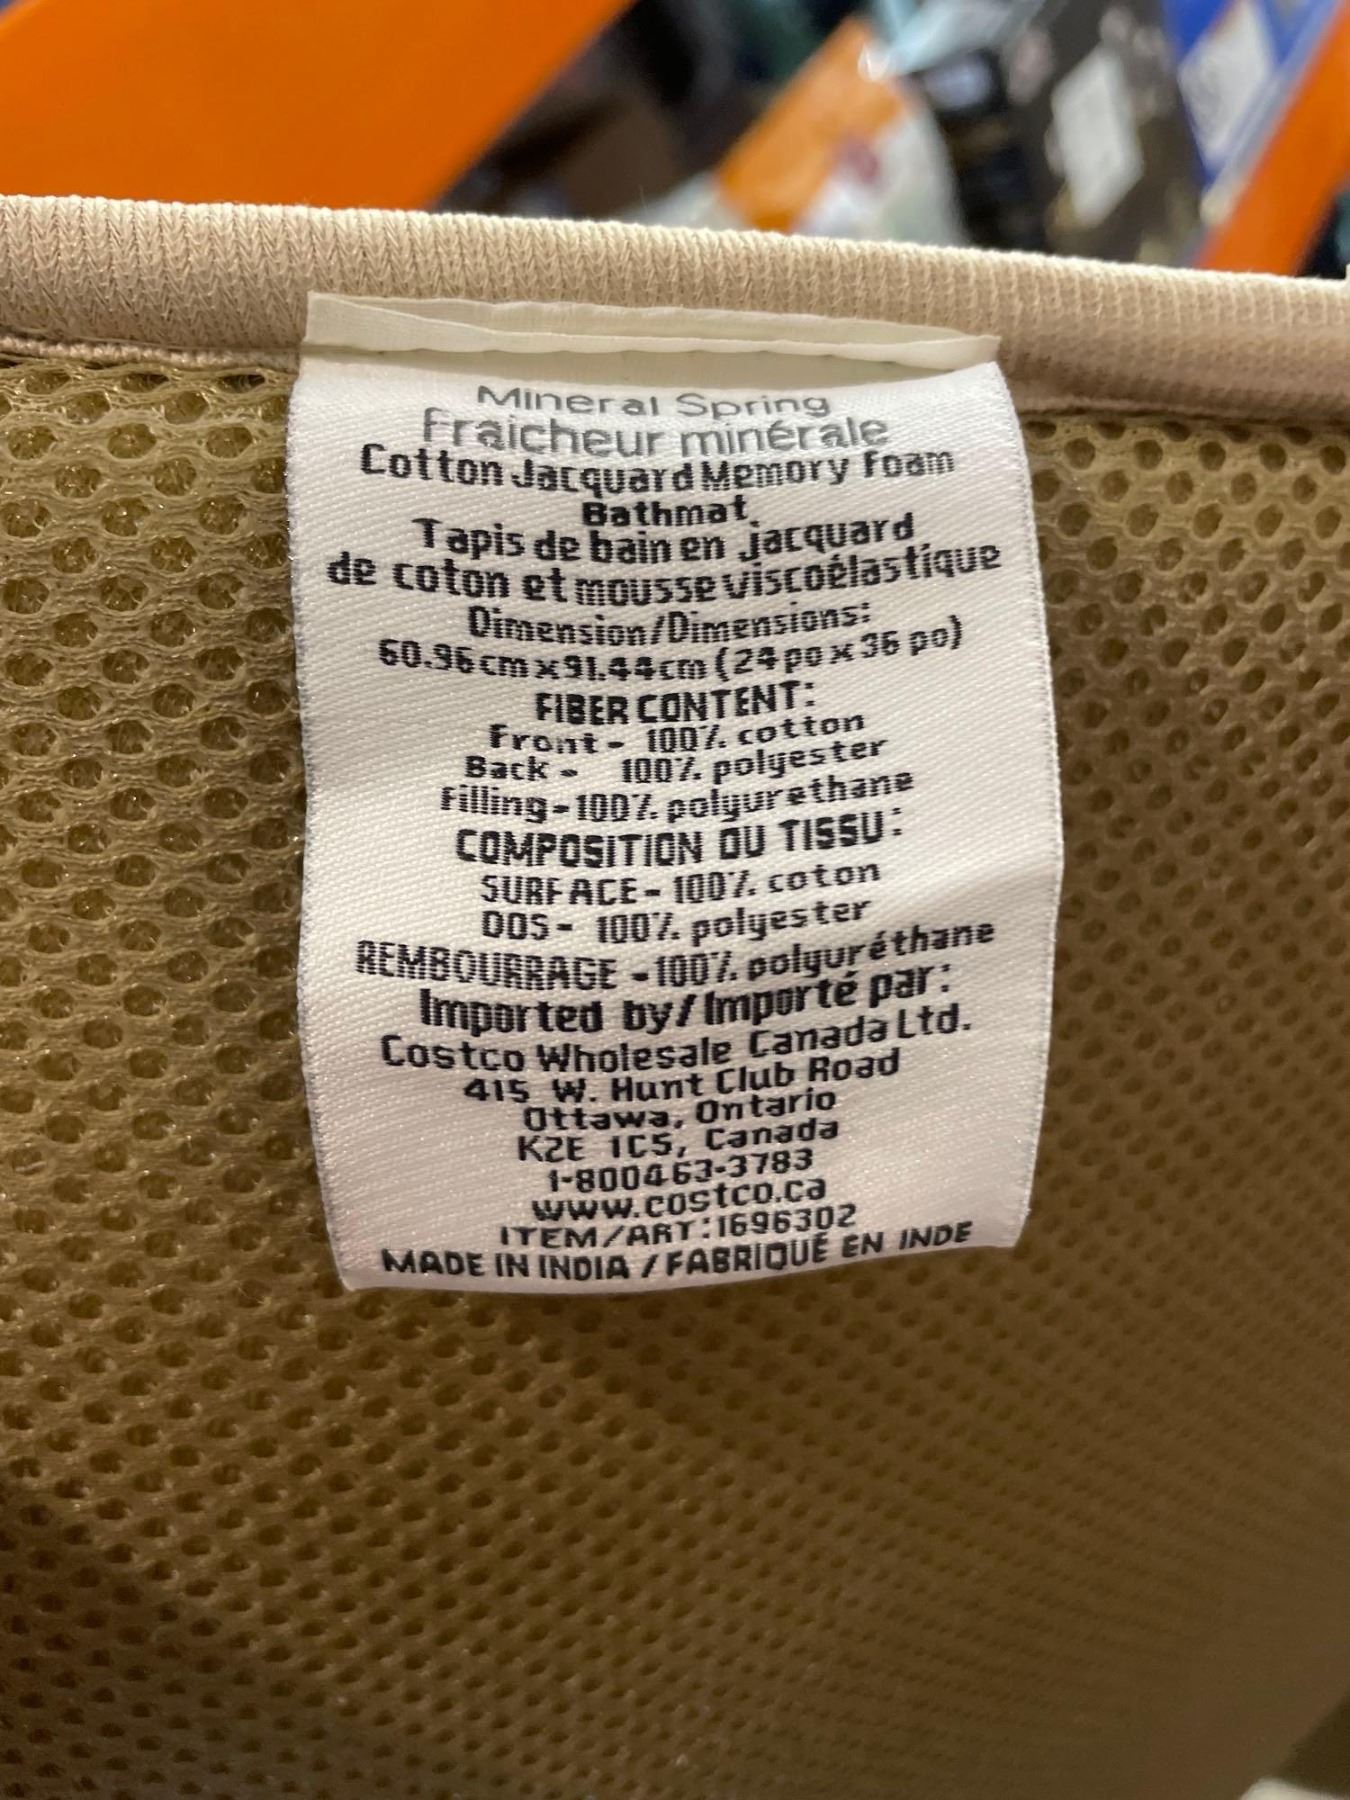 Mineral Spring
Fraîcheur minérale
Cotton Jacquard Memory Foam
Bathmat
Tapis de bain en jacquard
de coton et mousse viscoélastique
Dimension/Dimensions:
60.96 cm x 91.44 cm (24 po x 36 po)
FIBER CONTENT:
Front - 100% cotton
Back - 100% polyester
Filling - 100% polyurethane
COMPOSITION DU TISSU:
SURFACE - 100% coton
DOS - 100% polyester
REMBOURRAGE - 100% polyuréthane
Imported by/Importé par:
Costco Wholesale Canada Ltd.
415 W. Hunt Club Road
Ottawa, Ontario
K2E 1C5, Canada
1-800463-3783
www.costco.ca
ITEM/ART:1696302
MADE IN INDIA / FABRIQUÉ EN INDE